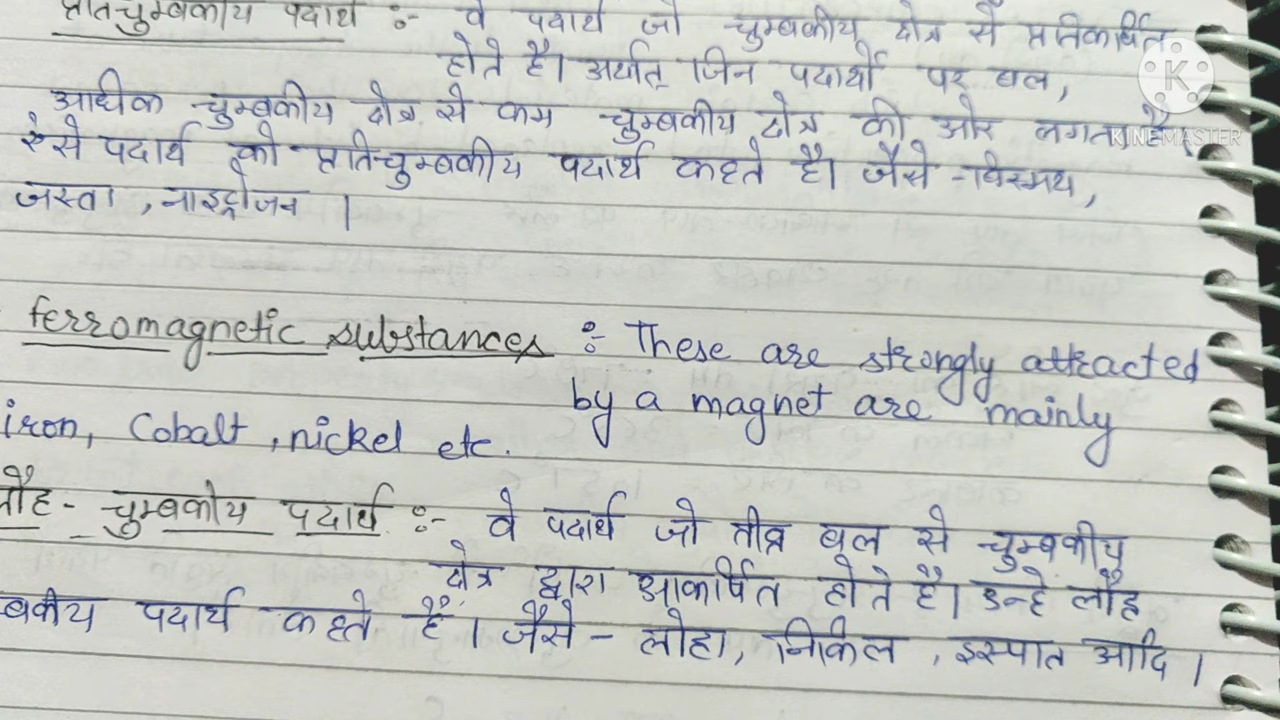 प्रतिचुम्बकीय पदार्थ :- वे पदार्थ जो चुम्बकीय क्षेत्र से प्रतिकर्षित
होते है। अर्थात् जिन पदार्थो पर बल,
अधीक चुम्बकीय क्षेत्र से कम चुम्बकीय क्षेत्र की ओर लगता है,
ऐसे पदार्थ को प्रतिचुम्बकीय पदार्थ कहते है। जैसे - विस्मथ,
जस्ता, नाइट्रोजन ।
KINEMASTER
ferromagnetic substances :- These are strongly attracted
by a magnet are mainly
iron, Cobalt, nickel etc.
लौह - चुम्बकीय पदार्थ :- वे पदार्थ जो तीव्र बल से चुम्बकीय
क्षेत्र द्वारा आकर्पित होते है। उन्हे लौह
म्बकीय पदार्थ कहते हैं। जैसे - लोहा, निकिल, इस्पात आदि ।